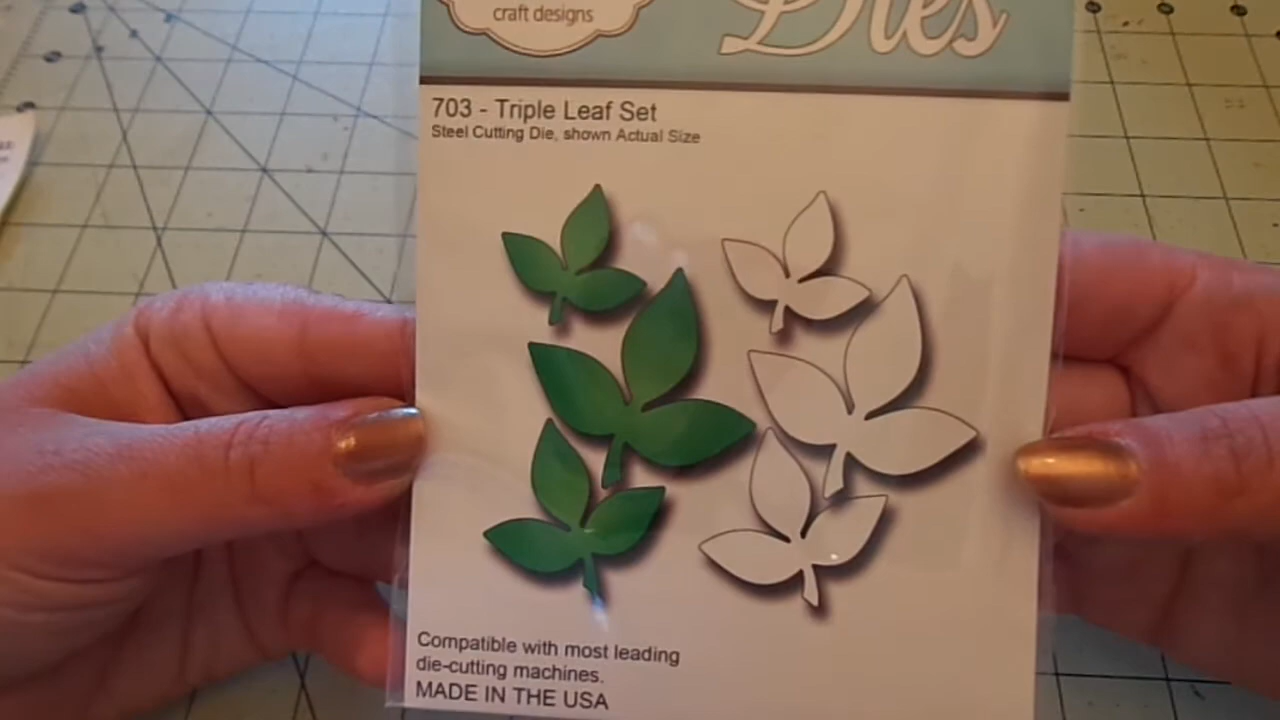 craft designs
Dies
703 - Triple Leaf Set
Steel Cutting Die, shown Actual Size
Compatible with most leading
die-cutting machines.
MADE IN THE USA